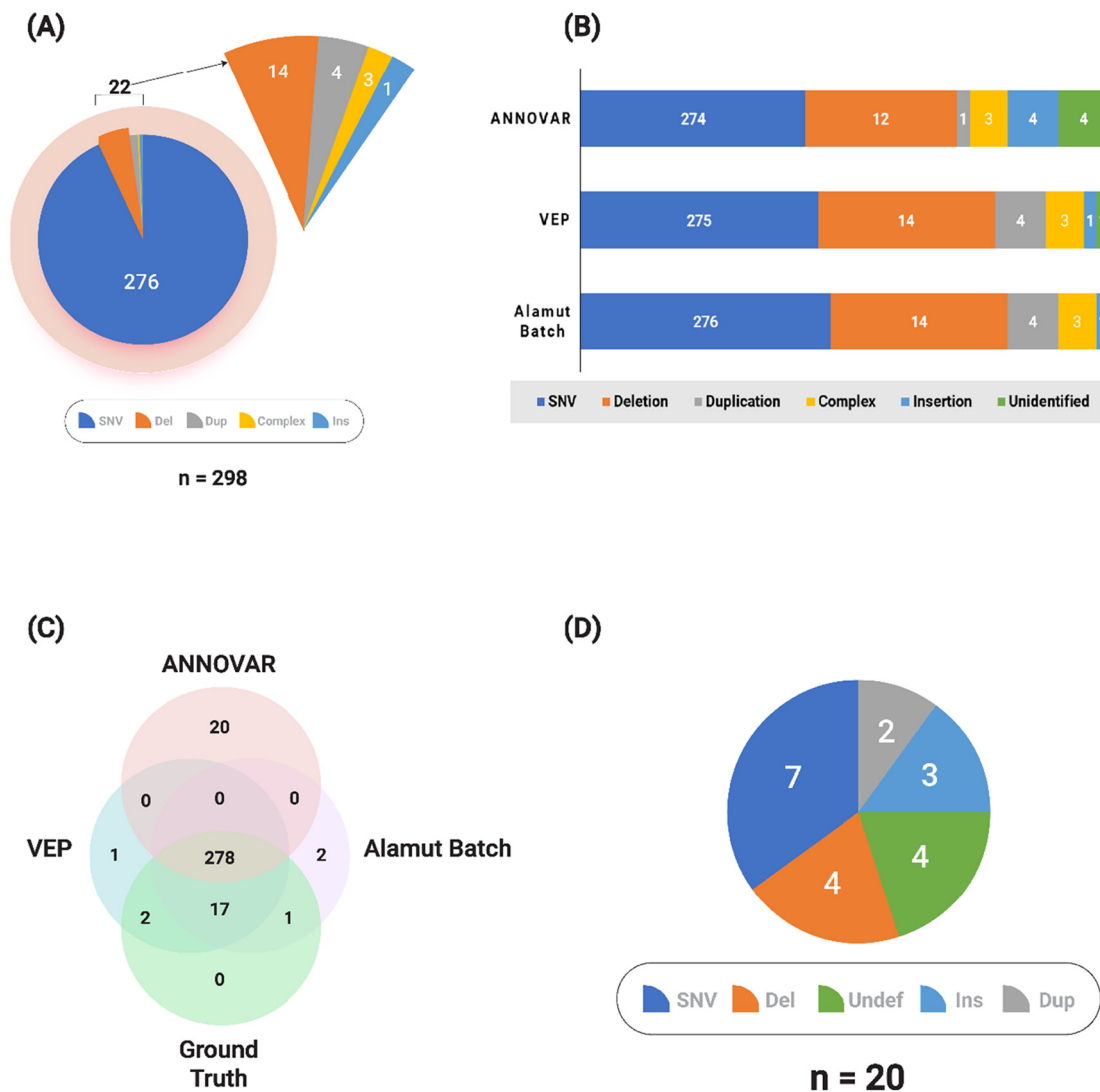 (A)
22
14
4
3
1
276
SNV
Del
Dup
Complex
Ins
n = 298
(B)
ANNOVAR
274
12
1
3
4
4
VEP
275
14
4
3
1
Alamut
Batch
276
14
4
3
SNV
Deletion
Duplication
Complex
Insertion
Unidentified
(C)
ANNOVAR
20
0
0
0
VEP
1
278
2
Alamut Batch
2
17
1
0
Ground
Truth
(D)
2
7
3
4
4
SNV
Del
Undef
Ins
Dup
n = 20